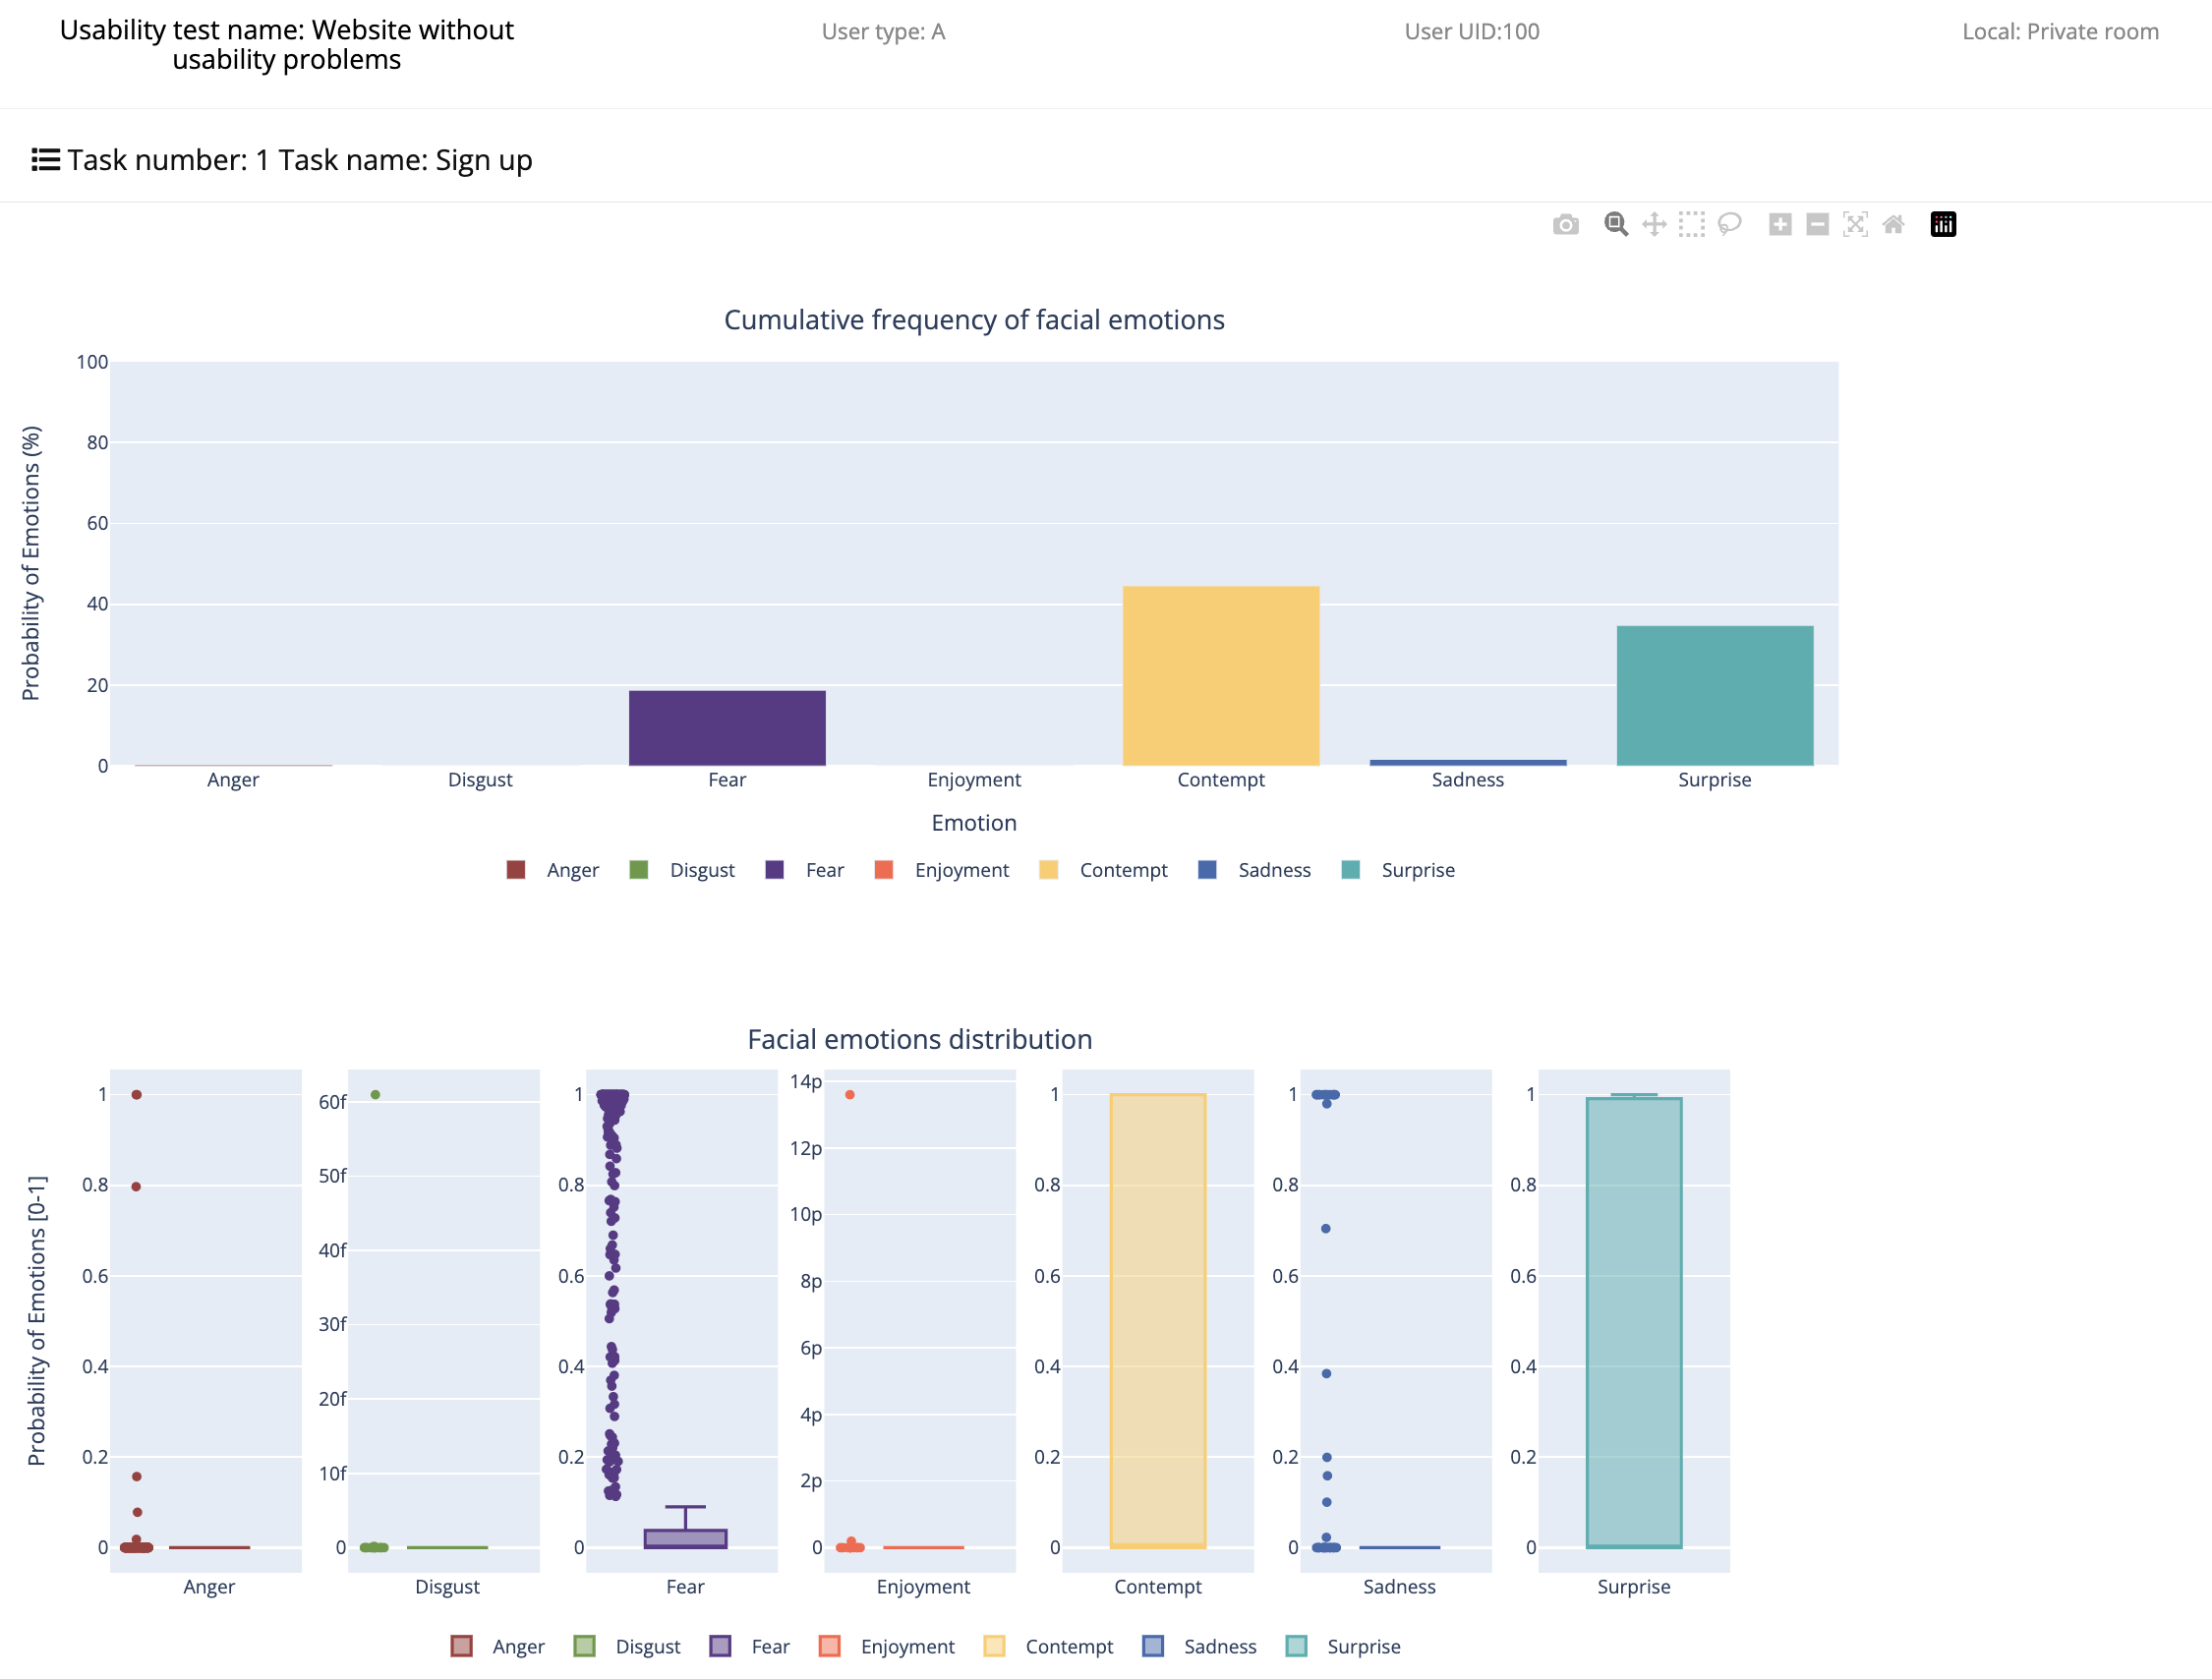 Usability test name: Website without
usability problems
User type: A
User UID:100
Local: Private room
Task number: 1 Task name: Sign up
Cumulative frequency of facial emotions
Probability of Emotions (%)
100
80
60
40
20
0
Anger Disgust Fear Enjoyment Contempt Sadness Surprise
Emotion
Anger Disgust Fear Enjoyment Contempt Sadness Surprise
Facial emotions distribution
Probability of Emotions [0-1]
1
0.8
0.6
0.4
0.2
0
Anger
60f
50f
40f
30f
20f
10f
0
Disgust
1
0.8
0.6
0.4
0.2
0
Fear
14p
12p
10p
8p
6p
4p
2p
0
Enjoyment
1
0.8
0.6
0.4
0.2
0
Contempt
1
0.8
0.6
0.4
0.2
0
Sadness
1
0.8
0.6
0.4
0.2
0
Surprise
Anger Disgust Fear Enjoyment Contempt Sadness Surprise